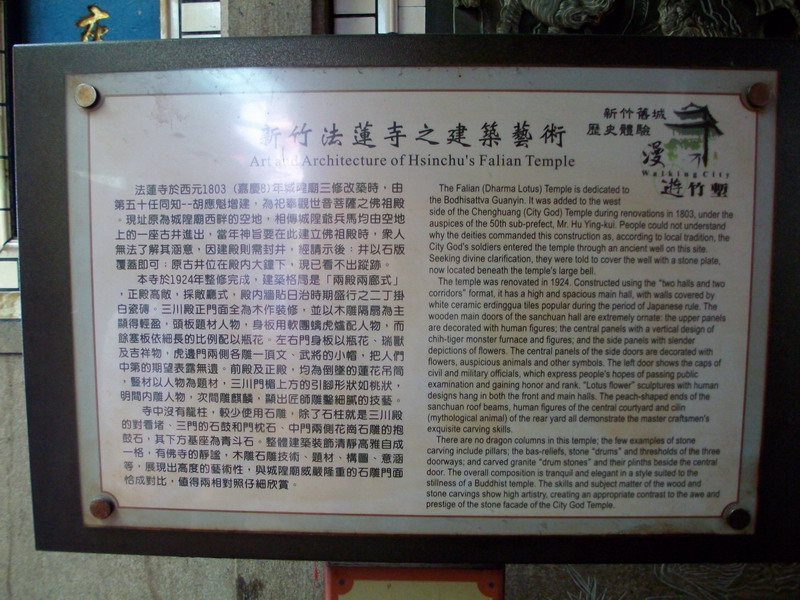 在
新竹舊城
歷史體驗
漫
Walking City
遊竹塹
新竹法蓮寺之建築藝術
Art and Architecture of Hsinchu's Falian Temple
法蓮寺於西元1803 (嘉慶8)年城隍廟三修改築時，由
第五十任同知--胡應魁增建，為祀奉觀世音菩薩之佛祖殿
。現址原為城隍廟西畔的空地，相傳城隍爺兵馬均由空地
上的一座古井進出，當年神旨要在此建立佛祖殿時，衆人
無法了解其涵意，因建殿則需封井，經請示後：井以石版
覆蓋即可；原古井位在殿內大鐘下，現已看不出蹤跡。
本寺於1924年整修完成，建築格局是「兩殿兩廊式」
，正殿高敞，採敞廳式，殿內牆貼日治時期盛行之二丁掛
白瓷磚，三川殿正門面全為木作裝修，並以木雕隔扇為主
顯得輕盈，頭板題材人物，身板用軟團螭虎爐配人物，而
餘塞板依細長的比例配以瓶花。左右門身板以瓶花、瑞獸
及吉祥物，虎邊門兩側各雕一頂文、武將的小帽，把人們
中第的期望表露無遺。前殿及正殿，均為倒墜的蓮花吊筒
，豎材以人物為題材，三川門楣上方的引腳形狀如桃狀，
明間內雕人物，次間雕麒麟，顯出匠師雕鑿細膩的技藝。
寺中沒有龍柱，較少使用石雕，除了石柱就是三川殿
的對看堵，三門的石鼓和門枕石、中門兩側花崗石雕的抱
鼓石，其下方基座為青斗石。整體建築裝飾清靜高雅自成
一格，有佛寺的靜謐，木雕石雕技術、題材、構圖、意涵
等，展現出高度的藝術性，與城隍廟威嚴隆重的石雕門面
恰成對比，值得兩相對照仔細欣賞。
The Falian (Dharma Lotus) Temple is dedicated to
the Bodhisattva Guanyin. It was added to the west
side of the Chenghuang (City God) Temple during renovations in 1803, under the
auspices of the 50th sub-prefect, Mr. Hu Ying-kui. People could not understand
why the deities commanded this construction as, according to local tradition, the
City God's soldiers entered the temple through an ancient well on this site.
Seeking divine clarification, they were told to cover the well with a stone plate,
now located beneath the temple's large bell.
The temple was renovated in 1924. Constructed using the "two halls and two
corridors" format, it has a high and spacious main hall, with walls covered by
white ceramic erdinggua tiles popular during the period of Japanese rule. The
wooden main doors of the sanchuan hall are extremely ornate: the upper panels
are decorated with human figures; the central panels with a vertical design of
chih-tiger monster furnace and figures; and the side panels with slender
depictions of flowers. The central panels of the side doors are decorated with
flowers, auspicious animals and other symbols. The left door shows the caps of
civil and military officials, which express people's hopes of passing public
examination and gaining honor and rank. "Lotus flower" sculptures with human
designs hang in both the front and main halls. The peach-shaped ends of the
sanchuan roof beams, human figures of the central courtyard and cilin
(mythological animal) of the rear yard all demonstrate the master craftsmen's
exquisite carving skills.
There are no dragon columns in this temple; the few examples of stone
carving include pillars; the bas-reliefs, stone "drums" and thresholds of the three
doorways; and carved granite "drum stones" and their plinths beside the central
door. The overall composition is tranquil and elegant in a style suited to the
stillness of a Buddhist temple. The skills and subject matter of the wood and
stone carvings show high artistry, creating an appropriate contrast to the awe and
prestige of the stone facade of the City God Temple.